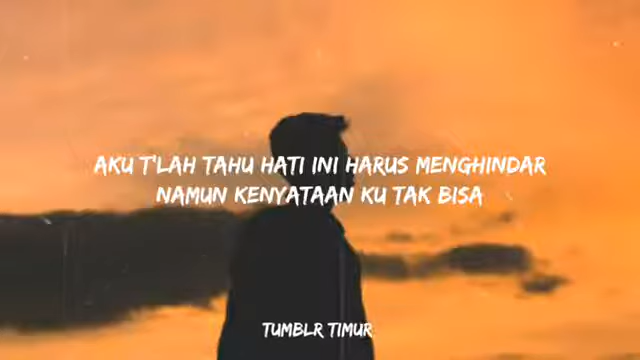 AKU T'LAH TAHU HATI INI HARUS MENGHINDAR
NAMUN KENYATAAN KU TAK BISA
TUMBLR TIMUR